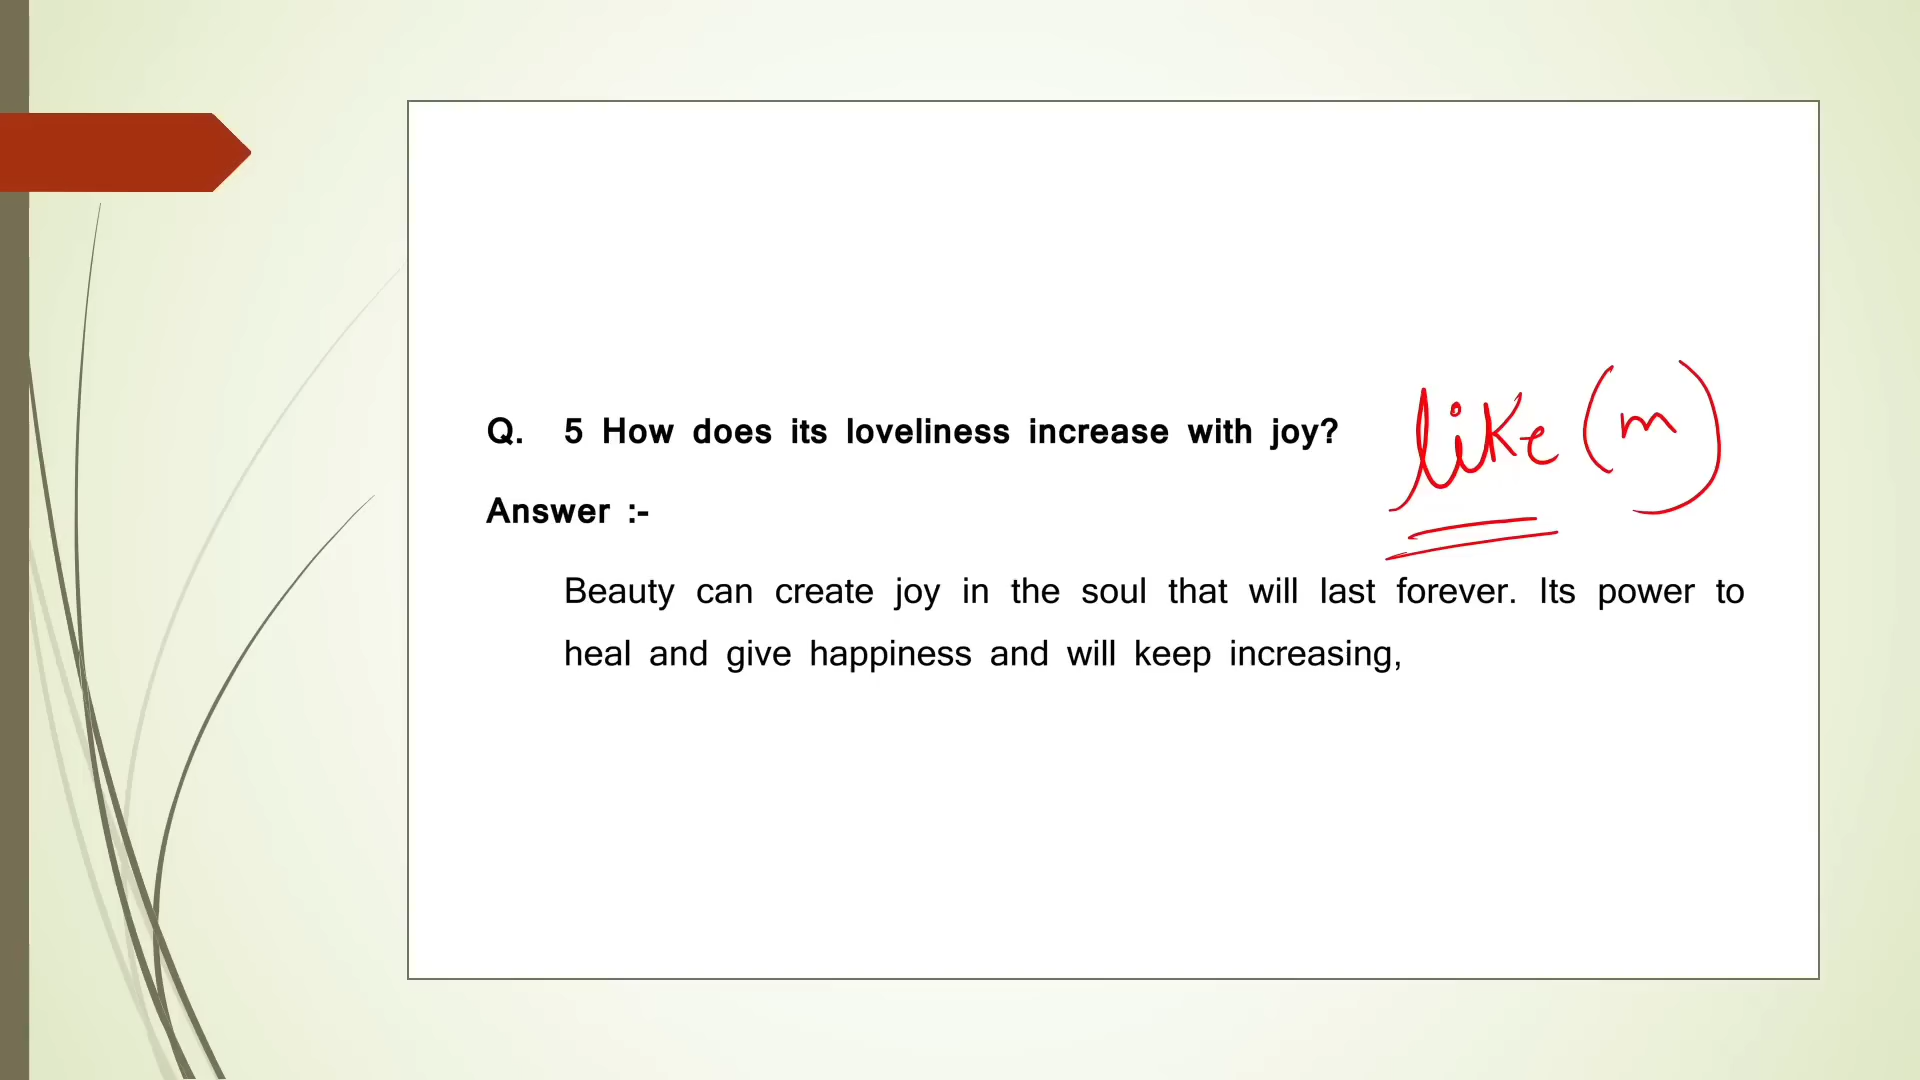 Q. 5 How does its loveliness increase with joy?
like (m)
Answer :-
Beauty can create joy in the soul that will last forever. Its power to
heal and give happiness and will keep increasing,